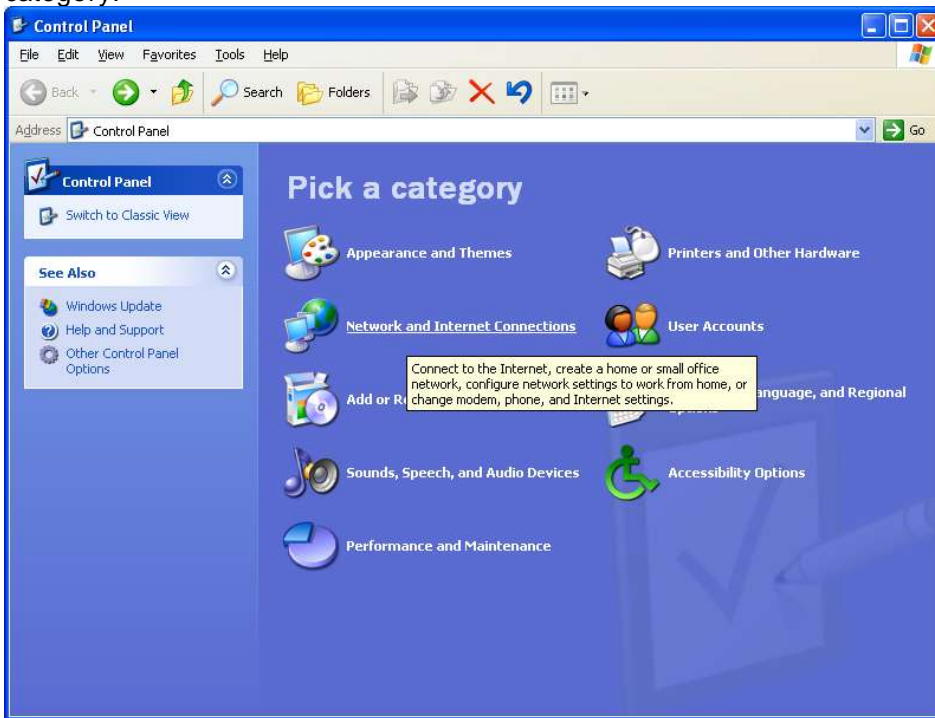 category.
Control Panel
File Edit View Favorites Tools Help
Back Search Folders
Address Control Panel Go
Control Panel
Switch to Classic View
See Also
Windows Update
Help and Support
Other Control Panel
Options
Pick a category
Appearance and Themes
Printers and Other Hardware
Network and Internet Connections
User Accounts
Connect to the Internet, create a home or small office
network, configure network settings to work from home, or
change modem, phone, and Internet settings.
Add or
anguage, and Regional
Sounds, Speech, and Audio Devices
Accessibility Options
Performance and Maintenance